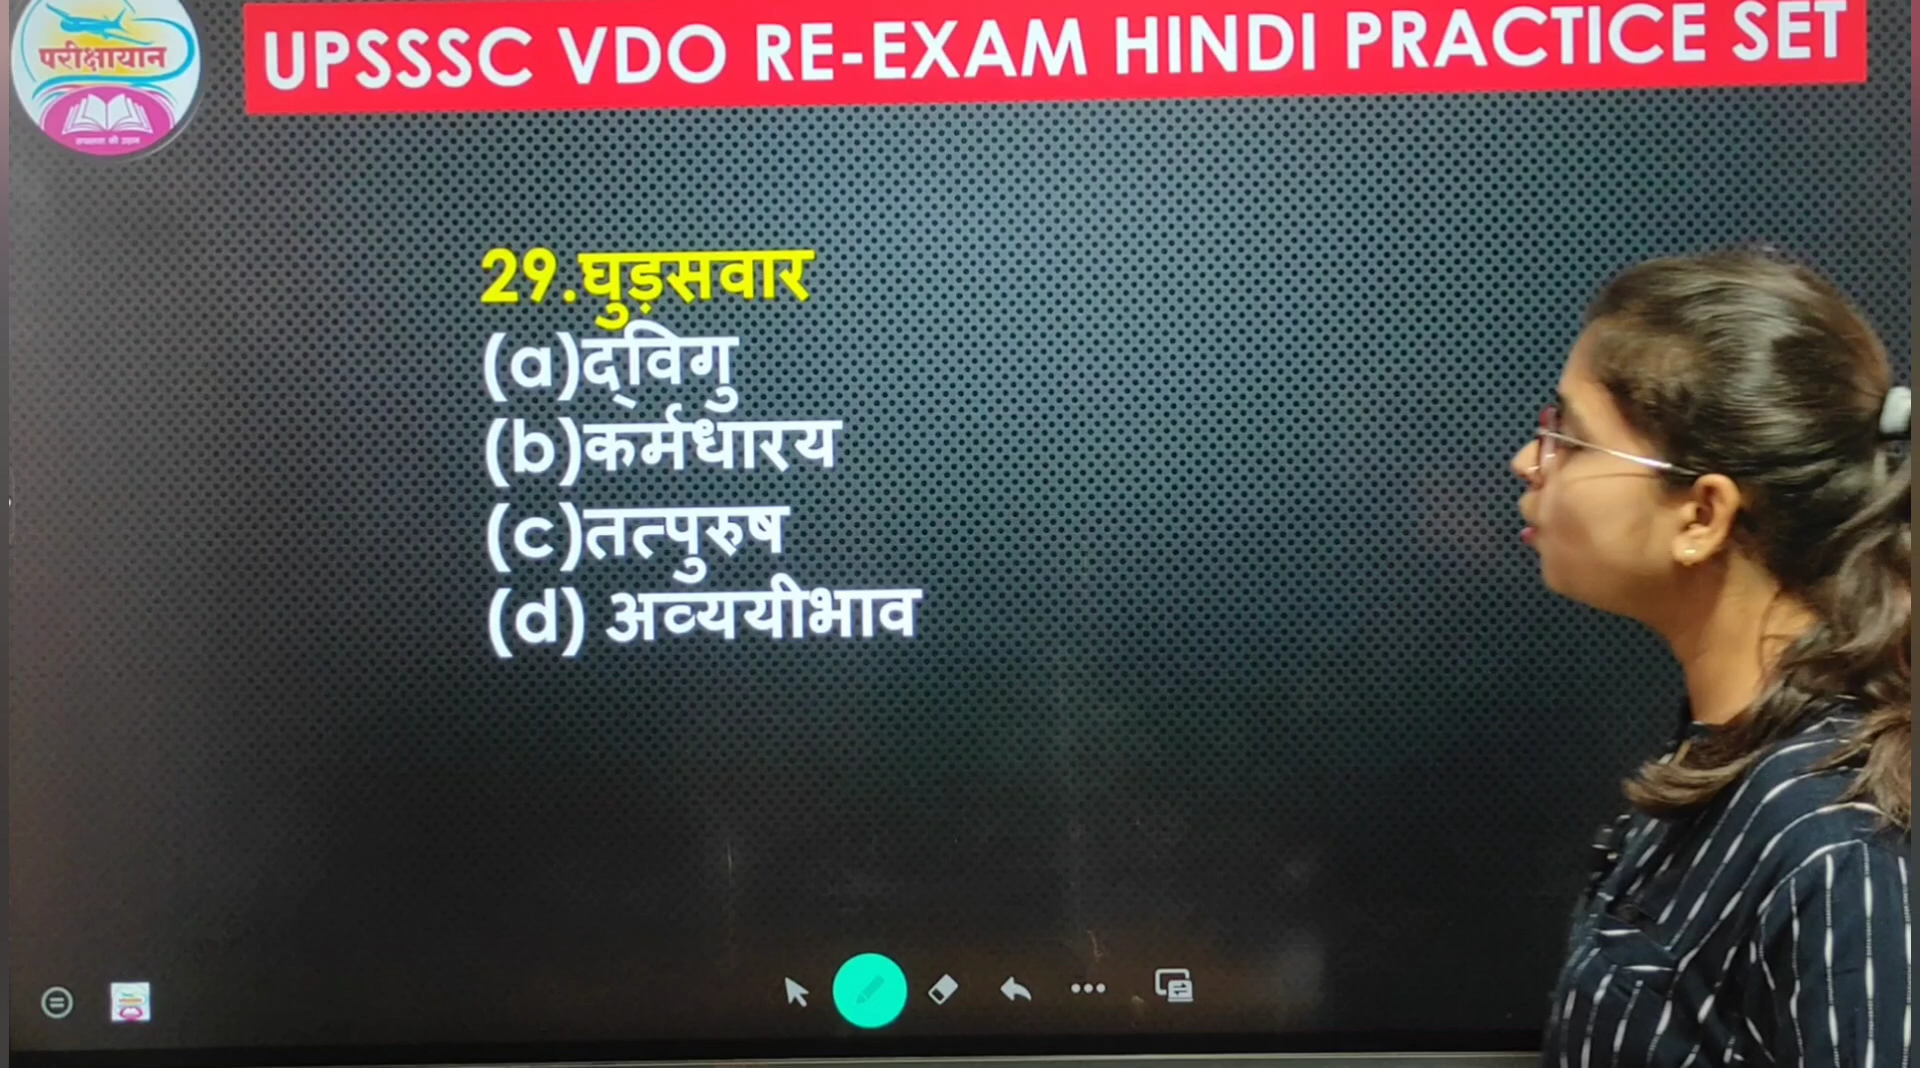 परीक्षायान
UPSSSC VDO RE-EXAM HINDI PRACTICE SET
29.घुड़सवार
(a)द्विगु
(b)कर्मधारय
(c)तत्पुरुष
(d) अव्ययीभाव